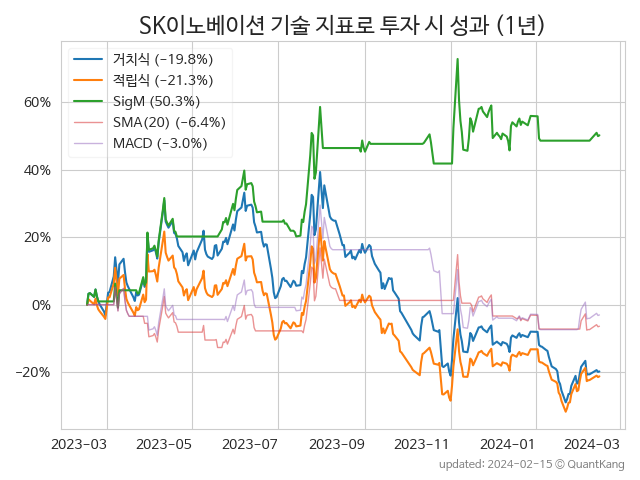 SK이노베이션 기술 지표로 투자 시 성과 (1년)
거치식 (−19.8%)
적립식 (−21.3%)
SigM (50.3%)
SMA(20) (−6.4%)
MACD (−3.0%)
60%
40%
20%
0%
−20%
2023-03 2023-05 2023-07 2023-09 2023-11 2024-01 2024-03
updated: 2024-02-15 © QuantKang